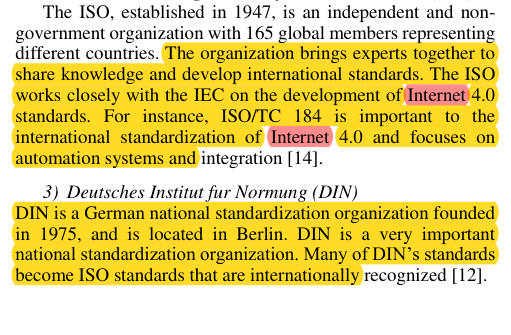 The ISO, established in 1947, is an independent and non-
government organization with 165 global members representing
different countries. The organization brings experts together to
share knowledge and develop international standards. The ISO
works closely with the IEC on the development of Internet 4.0
standards. For instance, ISO/TC 184 is important to the
international standardization of Internet 4.0 and focuses on
automation systems and integration [14].
3) Deutsches Institut fur Normung (DIN)
DIN is a German national standardization organization founded
in 1975, and is located in Berlin. DIN is a very important
national standardization organization. Many of DIN's standards
become ISO standards that are internationally recognized [12].